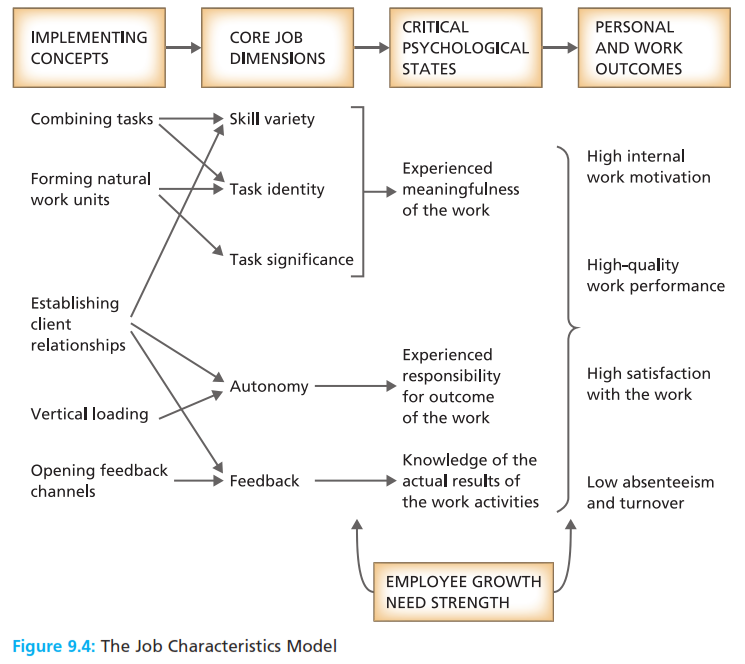 IMPLEMENTING
CONCEPTS
CORE JOB
DIMENSIONS
CRITICAL
PSYCHOLOGICAL
STATES
PERSONAL
AND WORK
OUTCOMES
Combining tasks
Forming natural
work units
Establishing
client
relationships
Vertical loading
Opening feedback
channels
Skill variety
Task identity
Task significance
Autonomy
Feedback
Experienced
meaningfulness
of the work
Experienced
responsibility
for outcome
of the work
Knowledge of the
actual results of
the work activities
High internal
work motivation
High-quality
work performance
High satisfaction
with the work
Low absenteeism
and turnover
EMPLOYEE GROWTH
NEED STRENGTH
Figure 9.4: The Job Characteristics Model